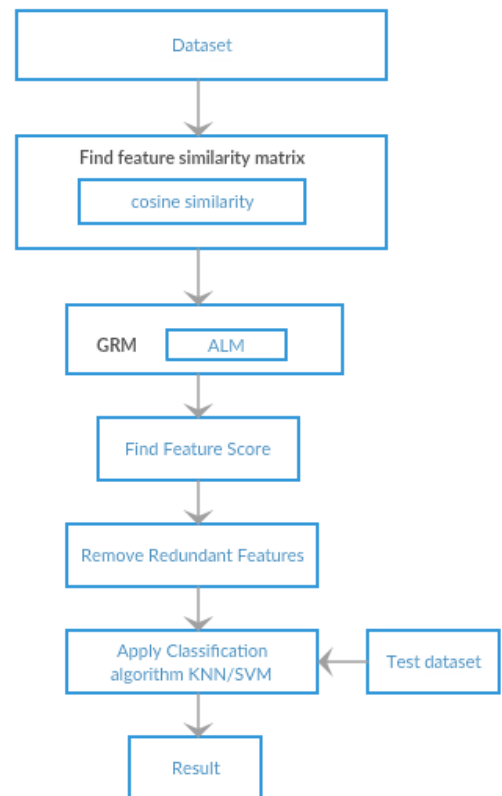 Dataset
Find feature similarity matrix
cosine similarity
GRM
ALM
Find Feature Score
Remove Redundant Features
Apply Classification
algorithm KNN/SVM
Test dataset
Result